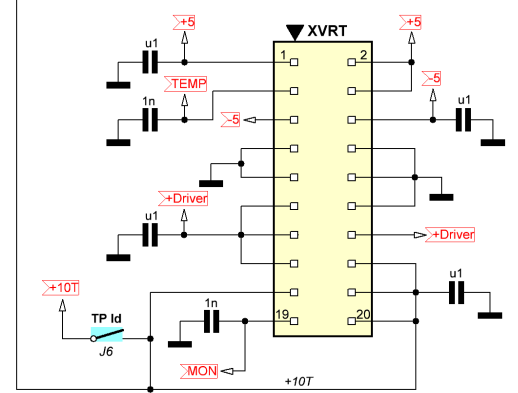 +5
XVRT
+5
u1
1
2
TEMP
-5
1n
u1
-5
+Driver
u1
+Driver
+10T
u1
TP Id
1n
19
20
J6
MON
+10T